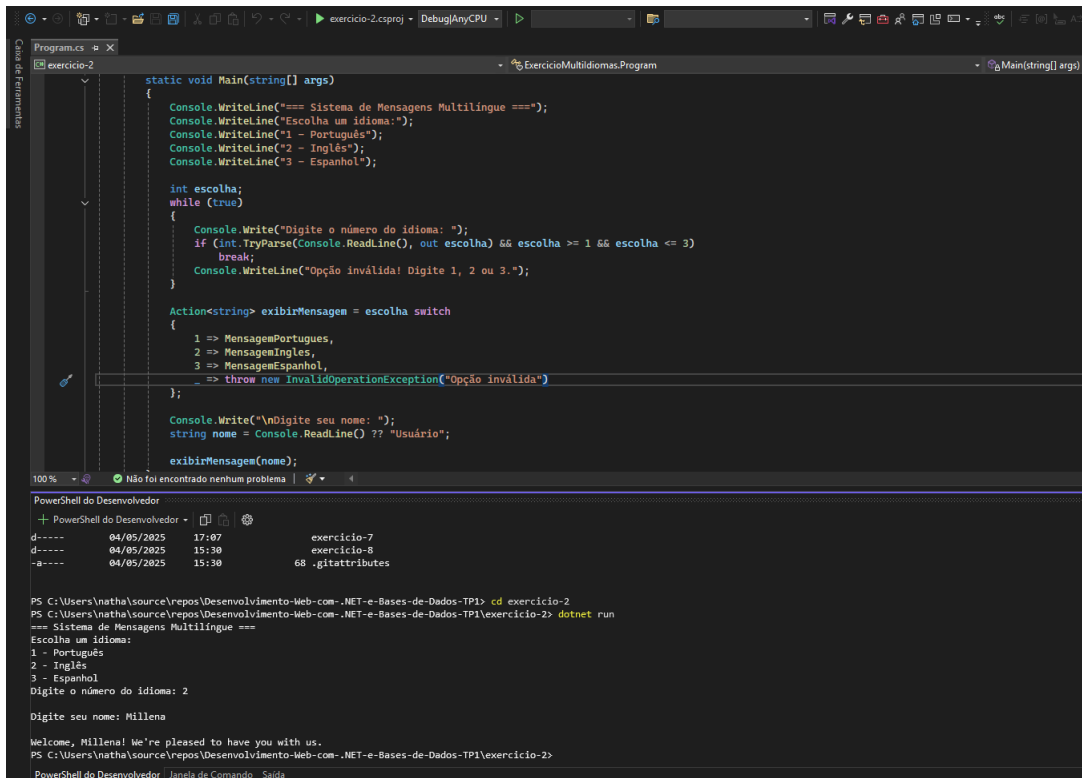 exercicio-2.csproj Debug|AnyCPU
Caixa de Ferramentas
Program.cs
exercicio-2 ExercicioMultiIdiomas.Program Main(string[] args)
static void Main(string[] args)
{
Console.WriteLine("=== Sistema de Mensagens Multilíngue ===");
Console.WriteLine("Escolha um idioma:");
Console.WriteLine("1 - Português");
Console.WriteLine("2 - Inglês");
Console.WriteLine("3 - Espanhol");
int escolha;
while (true)
{
Console.Write("Digite o número do idioma: ");
if (int.TryParse(Console.ReadLine(), out escolha) && escolha >= 1 && escolha <= 3)
break;
Console.WriteLine("Opção inválida! Digite 1, 2 ou 3.");
}
Action<string> exibirMensagem = escolha switch
{
1 => MensagemPortugues,
2 => MensagemIngles,
3 => MensagemEspanhol,
_ => throw new InvalidOperationException("Opção inválida")
};
Console.Write("\nDigite seu nome: ");
string nome = Console.ReadLine() ?? "Usuário";
exibirMensagem(nome);
100 % Não foi encontrado nenhum problema
PowerShell do Desenvolvedor
PowerShell do Desenvolvedor
d----- 04/05/2025 17:07 exercicio-7
d----- 04/05/2025 15:30 exercicio-8
-a---- 04/05/2025 15:30 68 .gitattributes
PS C:\Users\natha\source\repos\Desenvolvimento-Web-com-.NET-e-Bases-de-Dados-TP1> cd exercicio-2
PS C:\Users\natha\source\repos\Desenvolvimento-Web-com-.NET-e-Bases-de-Dados-TP1\exercicio-2> dotnet run
=== Sistema de Mensagens Multilíngue ===
Escolha um idioma:
1 - Português
2 - Inglês
3 - Espanhol
Digite o número do idioma: 2
Digite seu nome: Millena
Welcome, Millena! We're pleased to have you with us.
PS C:\Users\natha\source\repos\Desenvolvimento-Web-com-.NET-e-Bases-de-Dados-TP1\exercicio-2>
PowerShell do Desenvolvedor Janela de Comando Saída